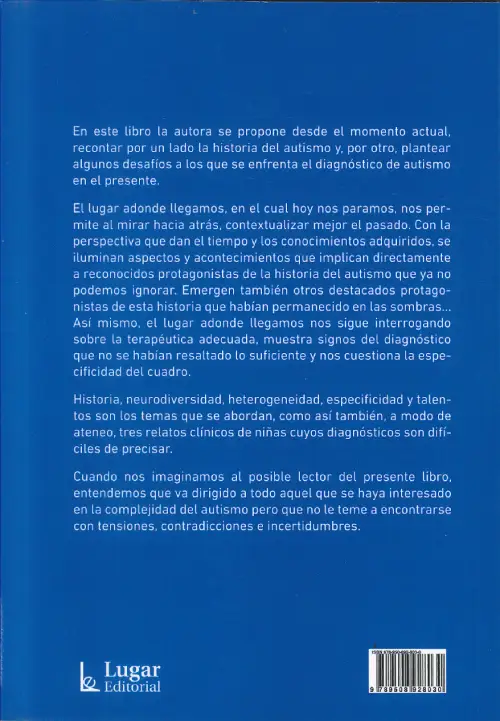 En este libro la autora se propone desde el momento actual,
recontar por un lado la historia del autismo y, por otro, plantear
algunos desafíos a los que se enfrenta el diagnóstico de autismo
en el presente.
El lugar adonde llegamos, en el cual hoy nos paramos, nos per-
mite al mirar hacia atrás, contextualizar mejor el pasado. Con la
perspectiva que dan el tiempo y los conocimientos adquiridos, se
iluminan aspectos y acontecimientos que implican directamente
a reconocidos protagonistas de la historia del autismo que ya no
podemos ignorar. Emergen también otros destacados protago-
nistas de esta historia que habían permanecido en las sombras...
Así mismo, el lugar adonde llegamos nos sigue interrogando
sobre la terapéutica adecuada, muestra signos del diagnóstico
que no se habían resaltado lo suficiente y nos cuestiona la espe-
cificidad del cuadro.
Historia, neurodiversidad, heterogeneidad, especificidad y talen-
tos son los temas que se abordan, como así también, a modo de
ateneo, tres relatos clínicos de niñas cuyos diagnósticos son difí-
ciles de precisar.
Cuando nos imaginamos al posible lector del presente libro,
entendemos que va dirigido a todo aquel que se haya interesado
en la complejidad del autismo pero que no le teme a encontrarse
con tensiones, contradicciones e incertidumbres.
Lugar
Editorial
9 789508 928030